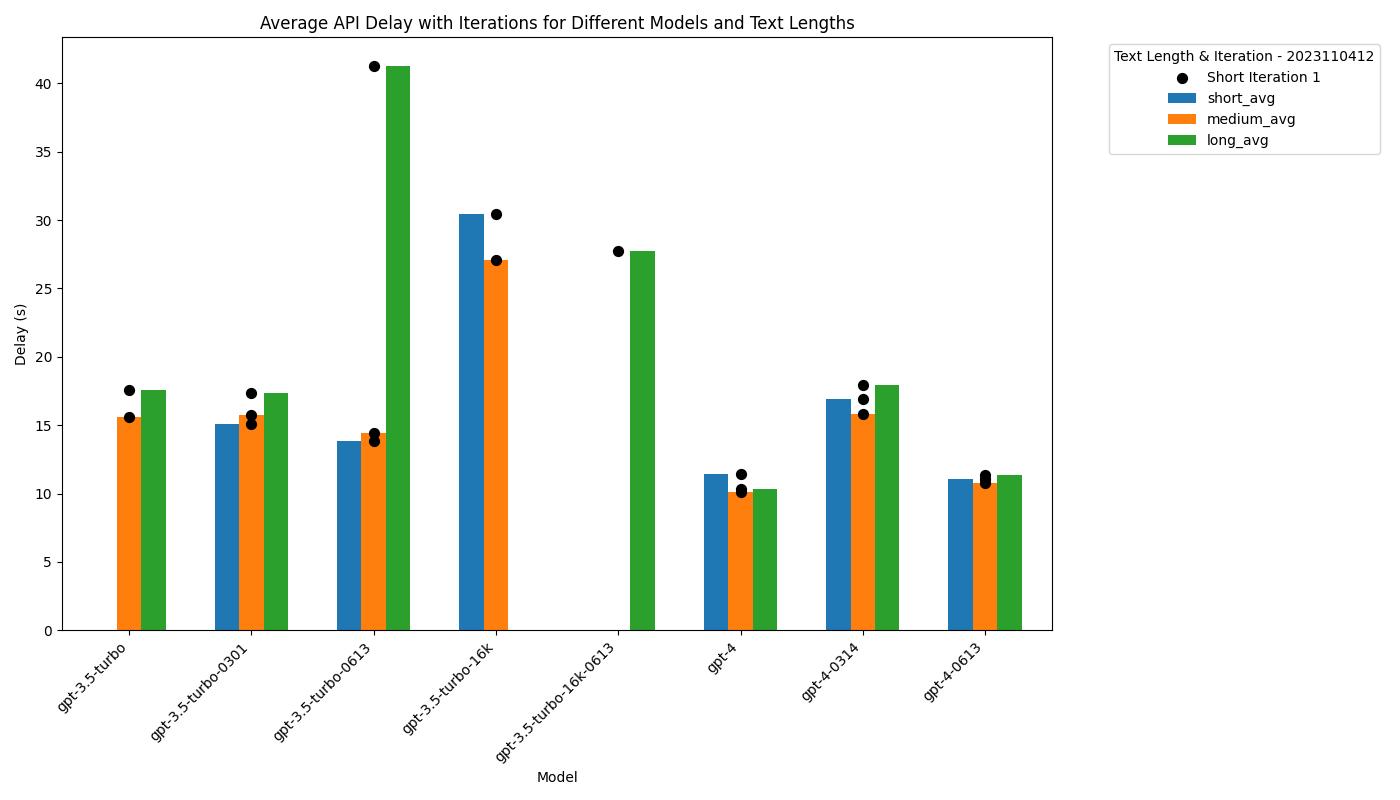 Average API Delay with Iterations for Different Models and Text Lengths
Text Length & Iteration - 2023110412
Short Iteration 1
short_avg
medium_avg
long_avg
Delay (s)
40
35
30
25
20
15
10
5
0
gpt-3.5-turbo
gpt-3.5-turbo-0301
gpt-3.5-turbo-0613
gpt-3.5-turbo-16k
gpt-3.5-turbo-16k-0613
gpt-4
gpt-4-0314
gpt-4-0613
Model